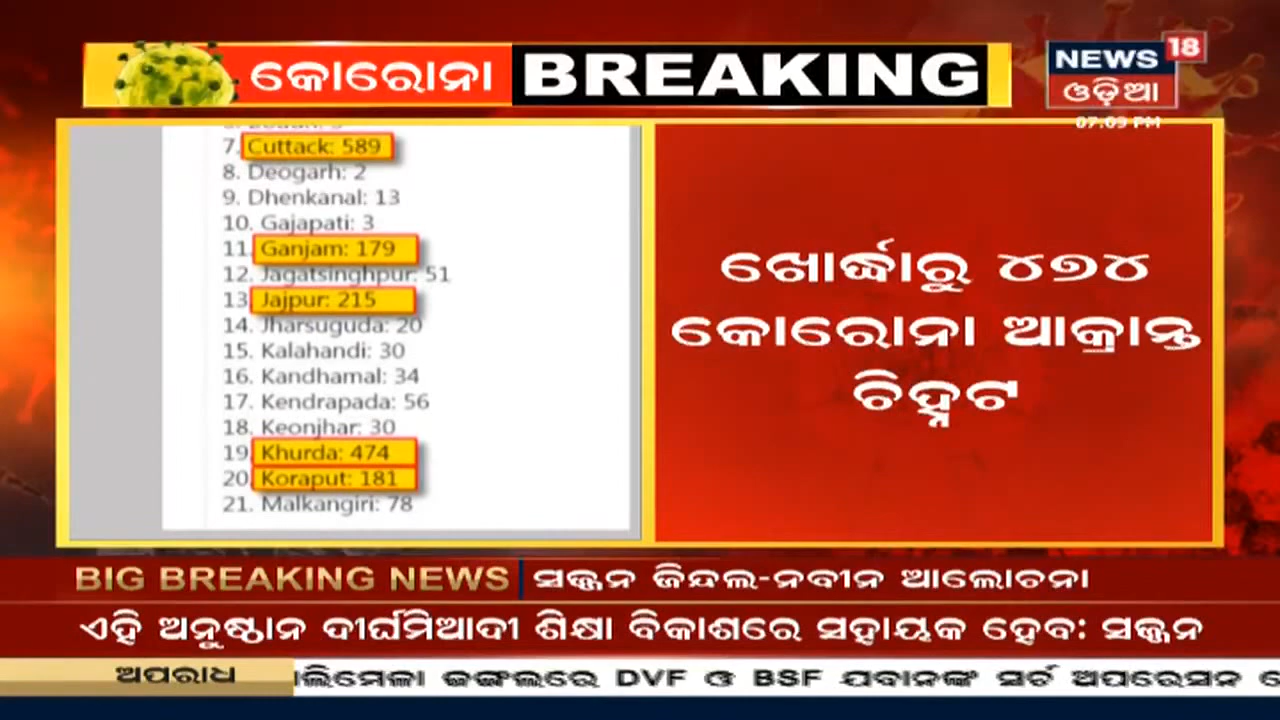 କୋରୋନା BREAKING
NEWS 18
ଓଡ଼ିଆ
07:09 PM
7. Cuttack: 589
8. Deogarh: 2
9. Dhenkanal: 13
10. Gajapati: 3
11. Ganjam: 179
12. Jagatsinghpur: 51
13. Jajpur: 215
14. Jharsuguda: 20
15. Kalahandi: 30
16. Kandhamal: 34
17. Kendrapada: 56
18. Keonjhar: 30
19. Khurda: 474
20. Koraput: 181
21. Malkangiri: 78
ଖୋର୍ଦ୍ଧାରୁ ୪୭୪
କୋରୋନା ଆକ୍ରାନ୍ତ
ଚିହ୍ନଟ
BIG BREAKING NEWS ସଜ୍ଜନ ଜିନ୍ଦଲ-ନବୀନ ଆଲୋଚନା
ଏହି ଅନୁଷ୍ଠାନ ଦୀର୍ଘମିଆଦୀ ଶିକ୍ଷା ବିକାଶରେ ସହାୟକ ହେବ: ସଜ୍ଜନ
ଅପରାଧ ଜଙ୍ଗଲରେ DVF ଓ BSF ଯବାନଙ୍କ ସର୍ଚ୍ଚ ଅପରେସନ